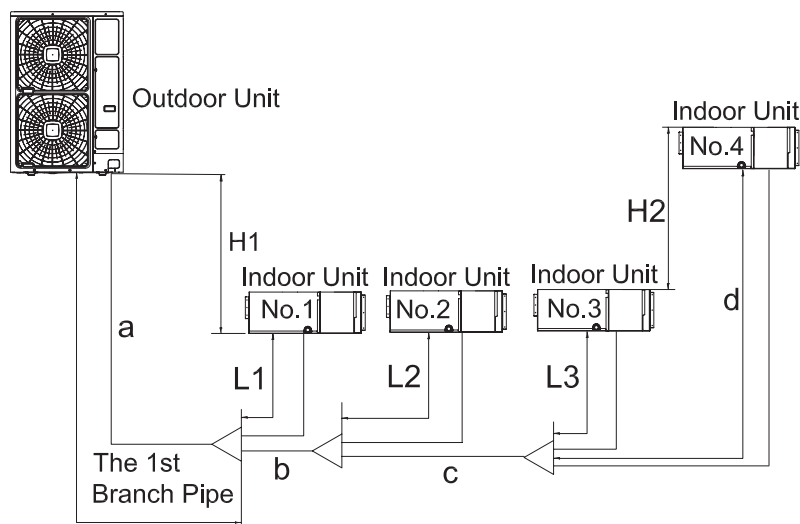 Outdoor Unit
Indoor Unit
No.4
H2
H1
Indoor Unit
No.1
Indoor Unit
No.2
Indoor Unit
No.3
a
d
L1
L2
L3
The 1st
Branch Pipe
b
c